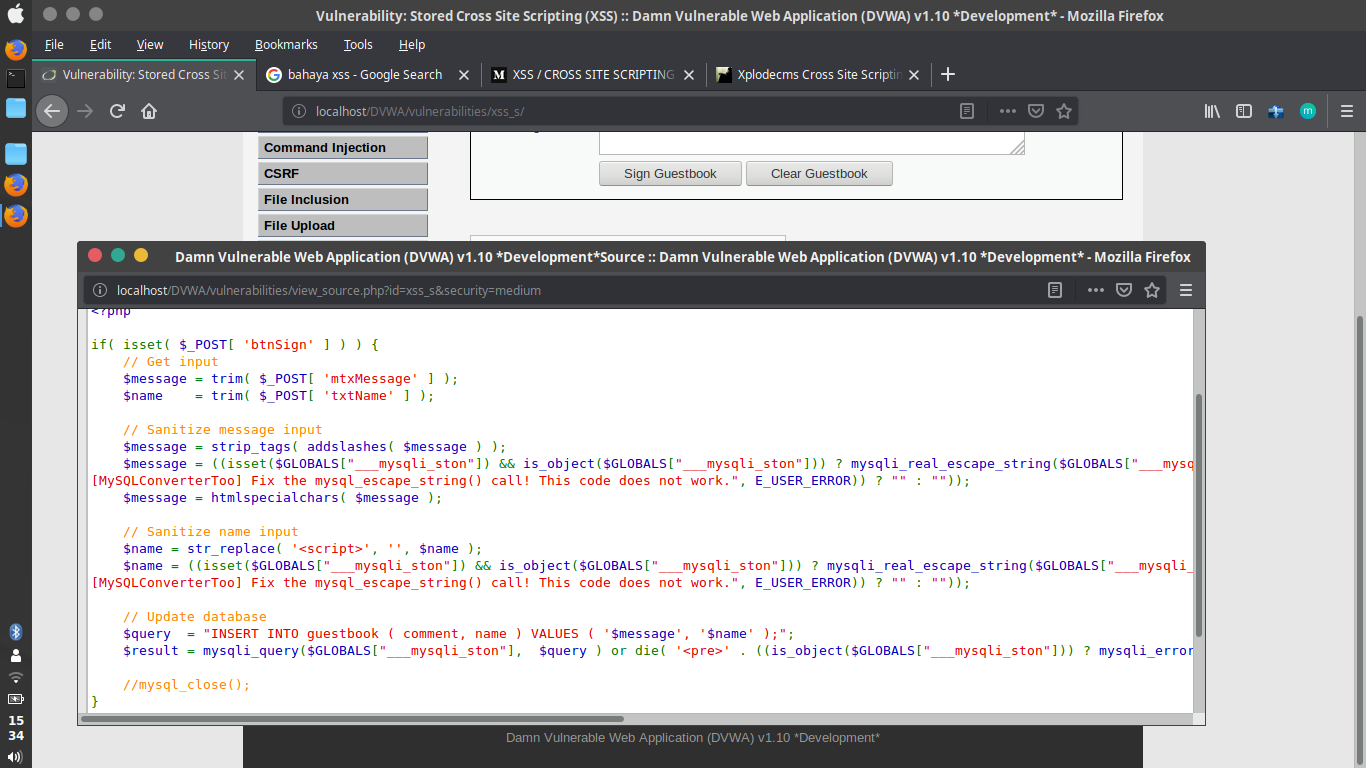 Vulnerability: Stored Cross Site Scripting (XSS) :: Damn Vulnerable Web Application (DVWA) v1.10 *Development* - Mozilla Firefox
File Edit View History Bookmarks Tools Help
Vulnerability: Stored Cross Sit
bahaya xss - Google Search
M XSS / CROSS SITE SCRIPTING
Xplodecms Cross Site Scriptin
localhost/DVWA/vulnerabilities/xss_s/
m
Command Injection
CSRF
File Inclusion
File Upload
Sign Guestbook Clear Guestbook
Damn Vulnerable Web Application (DVWA) v1.10 *Development*Source :: Damn Vulnerable Web Application (DVWA) v1.10 *Development* - Mozilla Firefox
localhost/DVWA/vulnerabilities/view_source.php?id=xss_s&security=medium
<?php
if( isset( $_POST[ 'btnSign' ] ) ) {
// Get input
$message = trim( $_POST[ 'mtxMessage' ] );
$name    = trim( $_POST[ 'txtName' ] );
// Sanitize message input
$message = strip_tags( addslashes( $message ) );
$message = ((isset($GLOBALS["___mysqli_ston"]) && is_object($GLOBALS["___mysqli_ston"])) ? mysqli_real_escape_string($GLOBALS["___mysq
[MySQLConverterToo] Fix the mysql_escape_string() call! This code does not work.", E_USER_ERROR)) ? "" : ""));
$message = htmlspecialchars( $message );
// Sanitize name input
$name = str_replace( '<script>', '', $name );
$name = ((isset($GLOBALS["___mysqli_ston"]) && is_object($GLOBALS["___mysqli_ston"])) ? mysqli_real_escape_string($GLOBALS["___mysqli_
[MySQLConverterToo] Fix the mysql_escape_string() call! This code does not work.", E_USER_ERROR)) ? "" : ""));
// Update database
$query  = "INSERT INTO guestbook ( comment, name ) VALUES ( '$message', '$name' );";
$result = mysqli_query($GLOBALS["___mysqli_ston"],  $query ) or die( '<pre>' . ((is_object($GLOBALS["___mysqli_ston"])) ? mysqli_error
//mysql_close();
}
Damn Vulnerable Web Application (DVWA) v1.10 *Development*
15
34